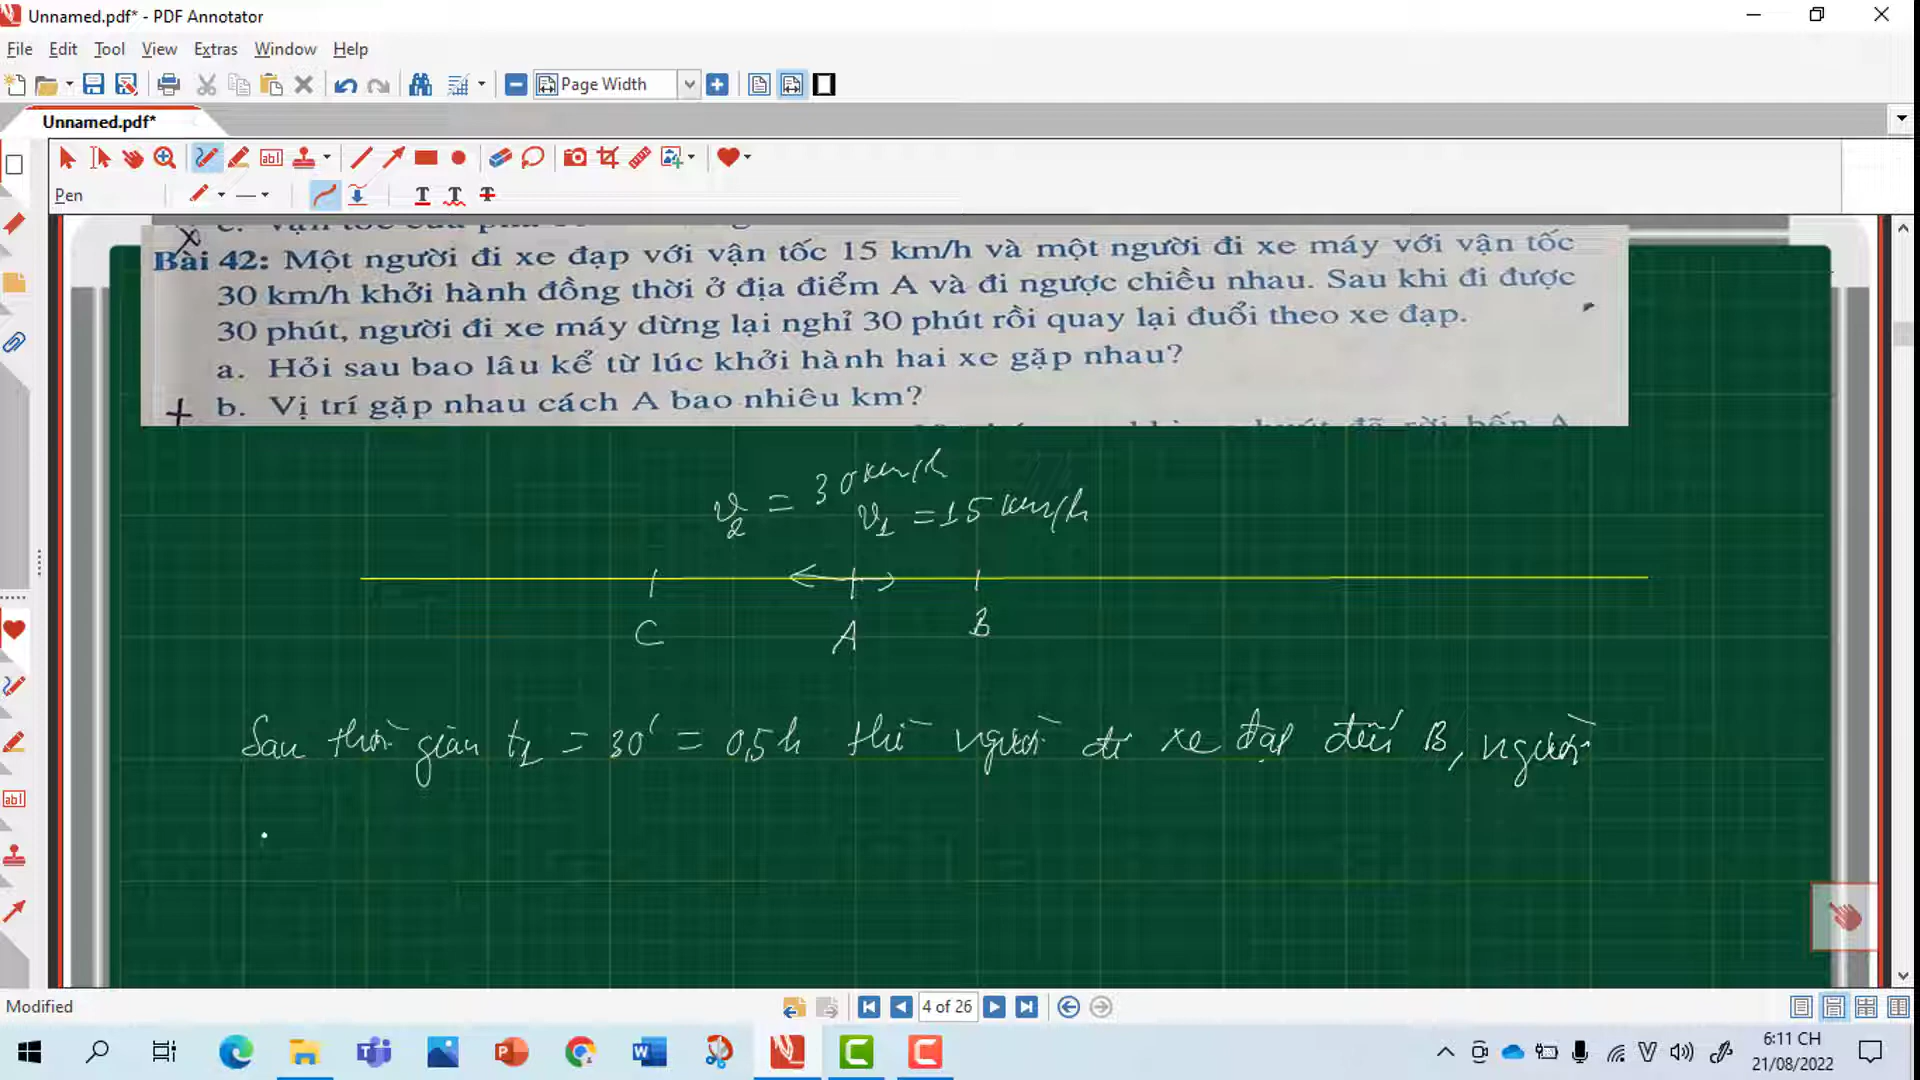 Unnamed.pdf* - PDF Annotator
File Edit Tool View Extras Window Help
Page Width
Unnamed.pdf*
Pen
Bài 42: Một người đi xe đạp với vận tốc 15 km/h và một người đi xe máy với vận tốc
30 km/h khởi hành đồng thời ở địa điểm A và đi ngược chiều nhau. Sau khi đi được
30 phút, người đi xe máy dừng lại nghỉ 30 phút rồi quay lại đuổi theo xe đạp.
a. Hỏi sau bao lâu kể từ lúc khởi hành hai xe gặp nhau?
b. Vị trí gặp nhau cách A bao nhiêu km?
v2 = 30km/h
v1 = 15 km/h
C A B
Sau thời gian t1 = 30' = 0,5h thì người đi xe đạp đến B, người
Modified
4 of 26
6:11 CH
21/08/2022